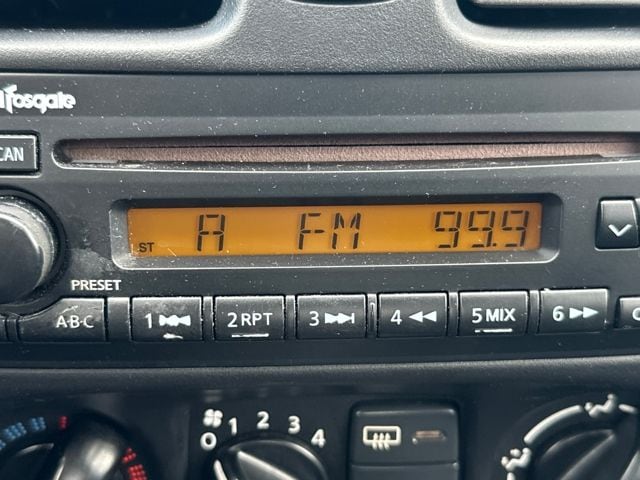 fosgate
CAN
ST A FM 99.9
PRESET
A·B·C 1 2 RPT 3 4 5 MIX 6
0 1 2 3 4